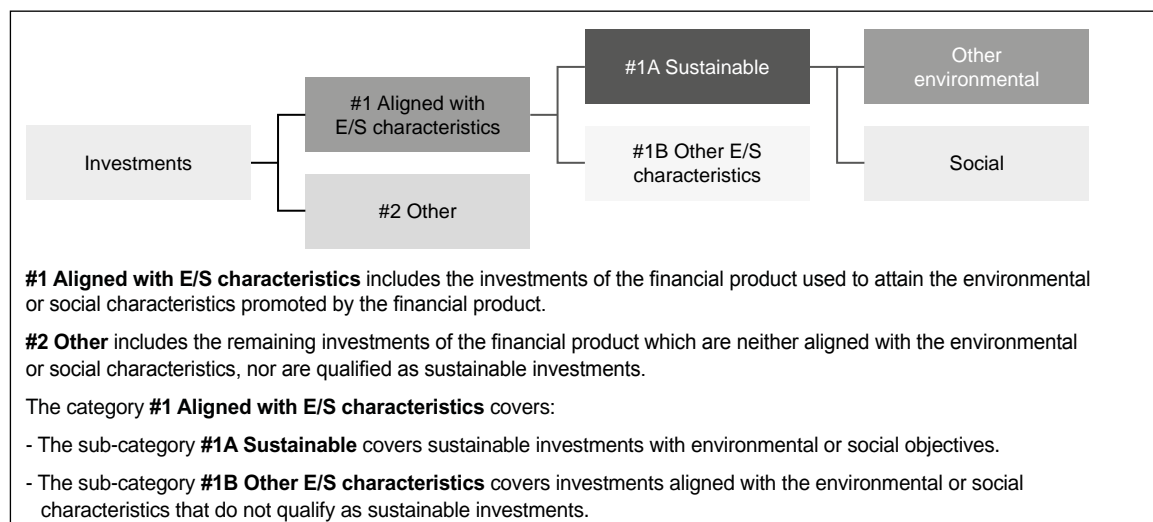 Investments
#1 Aligned with
E/S characteristics
#2 Other
#1A Sustainable
#1B Other E/S
characteristics
Other
environmental
Social
#1 Aligned with E/S characteristics includes the investments of the financial product used to attain the environmental
or social characteristics promoted by the financial product.
#2 Other includes the remaining investments of the financial product which are neither aligned with the environmental
or social characteristics, nor are qualified as sustainable investments.
The category #1 Aligned with E/S characteristics covers:
- The sub-category #1A Sustainable covers sustainable investments with environmental or social objectives.
- The sub-category #1B Other E/S characteristics covers investments aligned with the environmental or social
characteristics that do not qualify as sustainable investments.